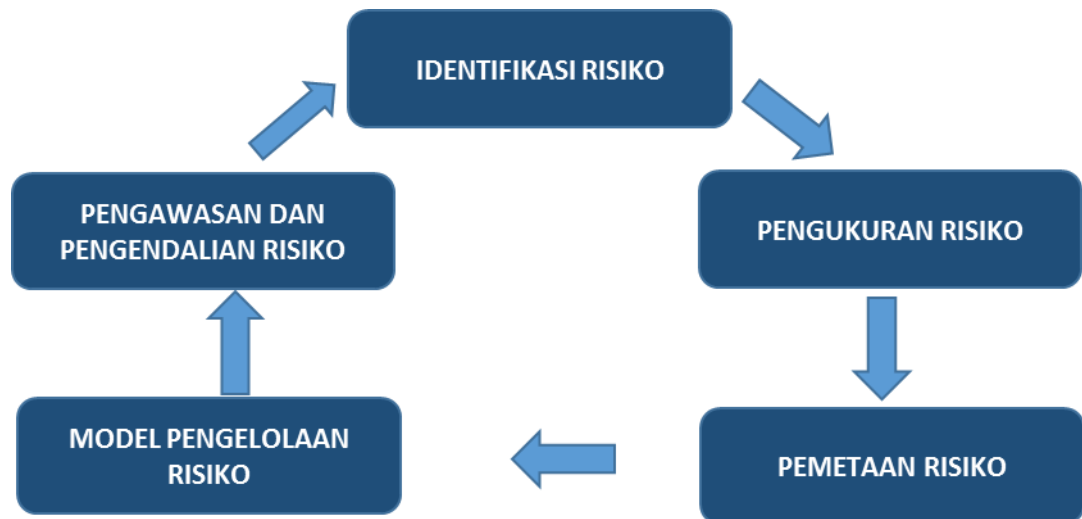 IDENTIFIKASI RISIKO
PENGUKURAN RISIKO
PEMETAAN RISIKO
MODEL PENGELOLAAN
RISIKO
PENGAWASAN DAN
PENGENDALIAN RISIKO